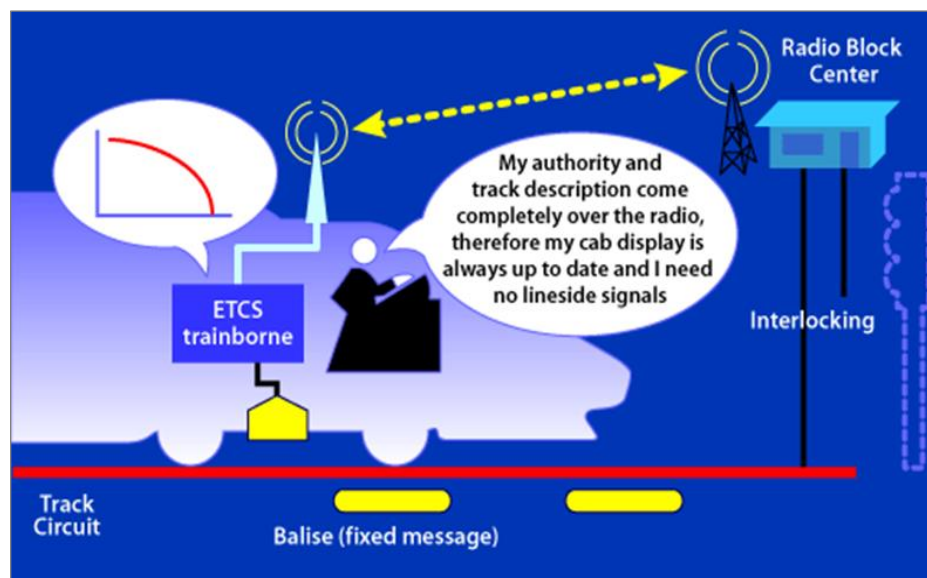 Radio Block
Center
My authority and
track description come
completely over the radio,
therefore my cab display is
always up to date and I need
no lineside signals
ETCS
trainborne
Interlocking
Track
Circuit
Balise (fixed message)